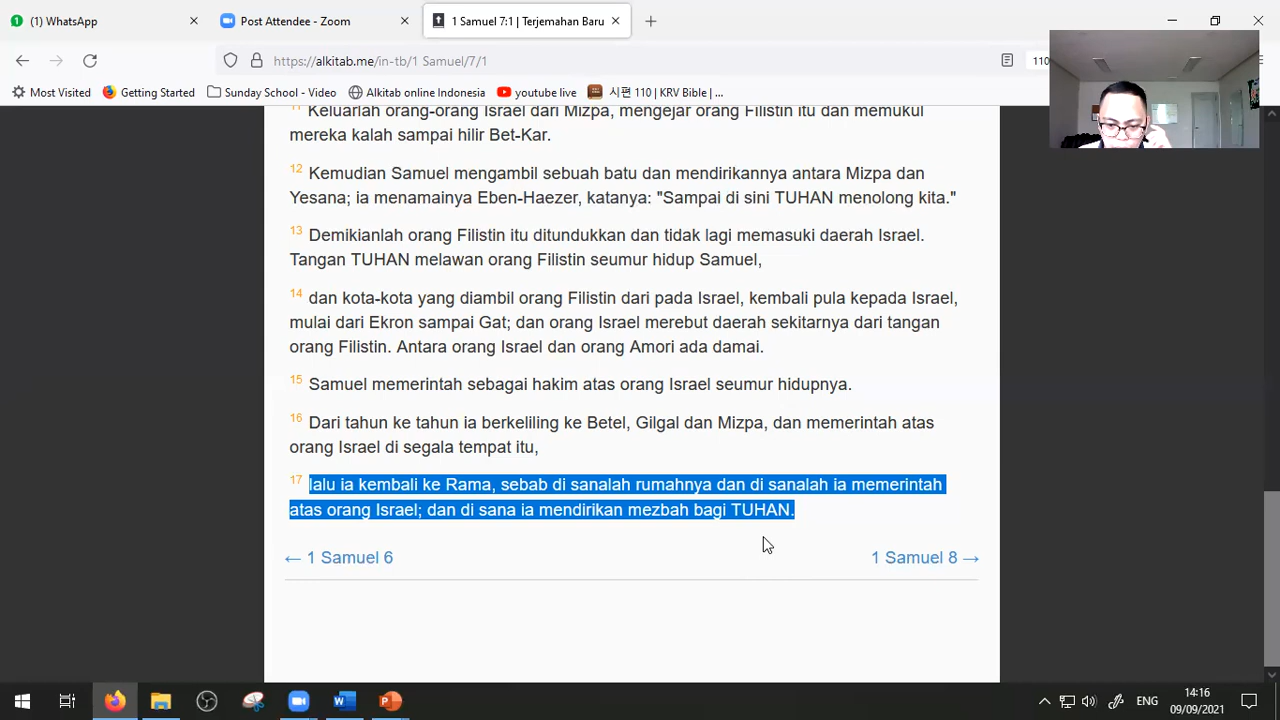 (1) WhatsApp
Post Attendee - Zoom
1 Samuel 7:1 | Terjemahan Baru
https://alkitab.me/in-tb/1 Samuel/7/1
110
Most Visited
Getting Started
Sunday School - Video
Alkitab online Indonesia
youtube live
시편 110 | KRV Bible | ...
11 Keluarlah orang-orang Israel dari Mizpa, mengejar orang Filistin itu dan memukul
mereka kalah sampai hilir Bet-Kar.
12 Kemudian Samuel mengambil sebuah batu dan mendirikannya antara Mizpa dan
Yesana; ia menamainya Eben-Haezer, katanya: "Sampai di sini TUHAN menolong kita."
13 Demikianlah orang Filistin itu ditundukkan dan tidak lagi memasuki daerah Israel.
Tangan TUHAN melawan orang Filistin seumur hidup Samuel,
14 dan kota-kota yang diambil orang Filistin dari pada Israel, kembali pula kepada Israel,
mulai dari Ekron sampai Gat; dan orang Israel merebut daerah sekitarnya dari tangan
orang Filistin. Antara orang Israel dan orang Amori ada damai.
15 Samuel memerintah sebagai hakim atas orang Israel seumur hidupnya.
16 Dari tahun ke tahun ia berkeliling ke Betel, Gilgal dan Mizpa, dan memerintah atas
orang Israel di segala tempat itu,
17 lalu ia kembali ke Rama, sebab di sanalah rumahnya dan di sanalah ia memerintah
atas orang Israel; dan di sana ia mendirikan mezbah bagi TUHAN.
← 1 Samuel 6
1 Samuel 8 →
ENG
14:16
09/09/2021